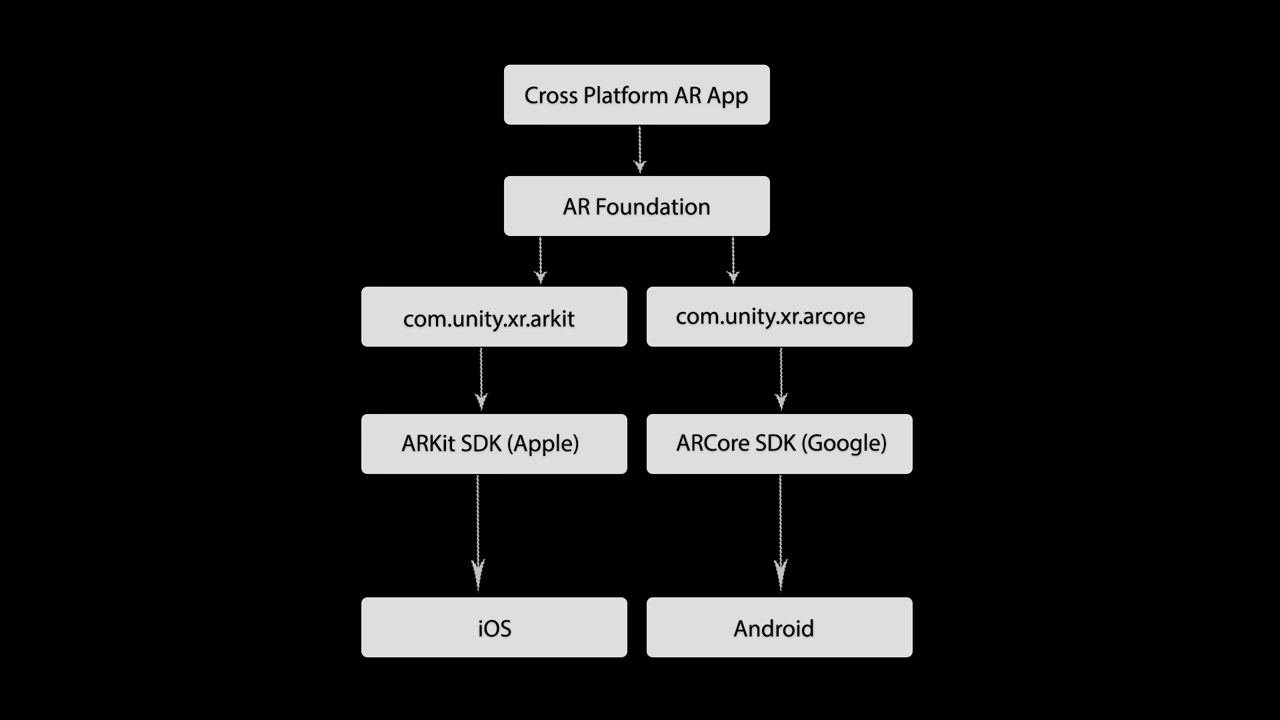 Cross Platform AR App
AR Foundation
com.unity.xr.arkit
com.unity.xr.arcore
ARKit SDK (Apple)
ARCore SDK (Google)
iOS
Android